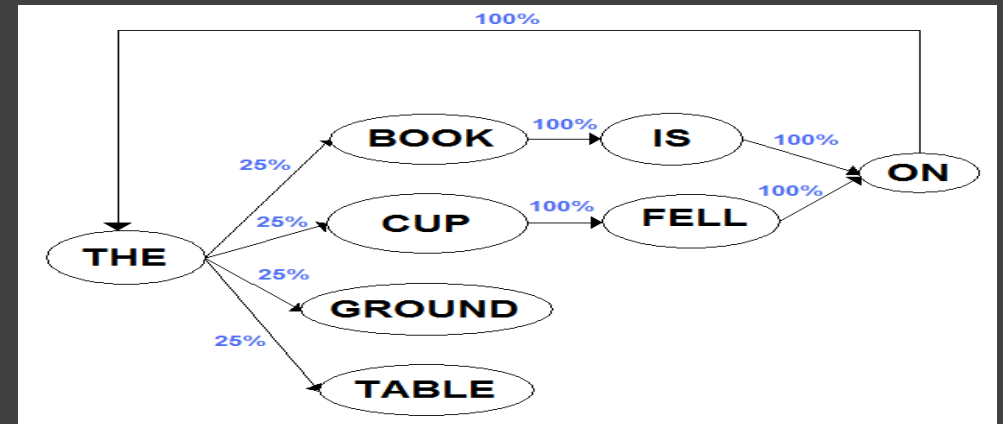 100%
BOOK
100%
IS
100%
25%
ON
25%
CUP
100%
FELL
100%
THE
25%
GROUND
25%
TABLE